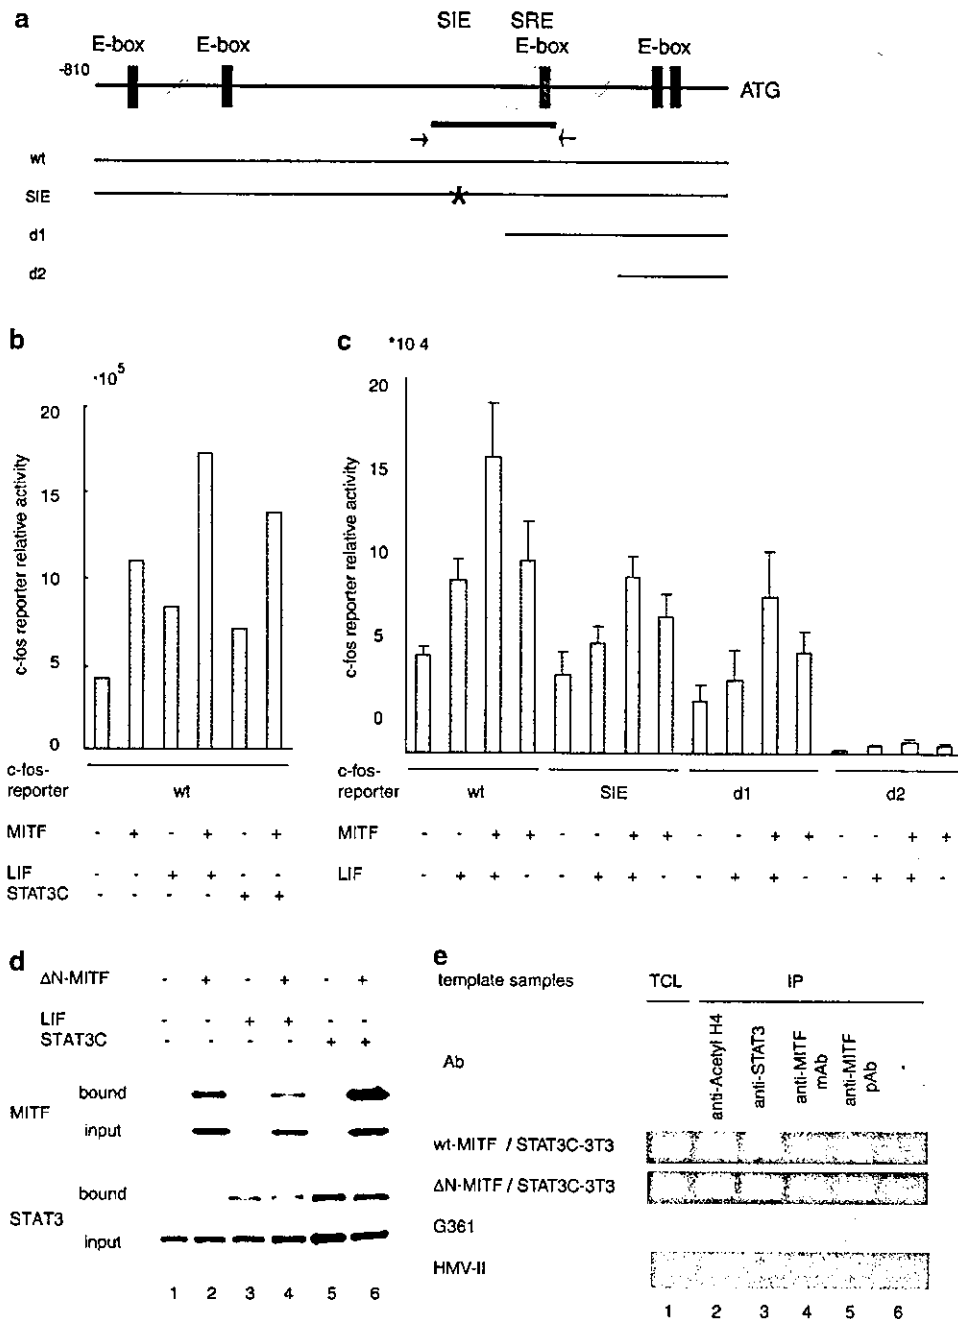 a
SIE SRE
E-box E-box E-box E-box
-810
ATG
wt
SIE
d1
d2
b
·10^5
20
15
10
5
0
c-fos reporter relative activity
c-fos-
reporter wt
MITF - + - + - +
LIF - - + + - -
STAT3C - - - - + +
c
*10 4
20
15
10
5
0
c-fos reporter relative activity
c-fos-
reporter wt SIE d1 d2
MITF - - + + - - + + - - + + - - + +
LIF - + + - - + + - - + + - - + + -
d
ΔN-MITF - + - + - +
LIF - - + + - -
STAT3C - - - - + +
MITF
bound
input
STAT3
bound
input
1 2 3 4 5 6
e
template samples TCL IP
Ab
anti-Acetyl H4
anti-STAT3
anti-MITF
mAb
anti-MITF
pAb
-
wt-MITF / STAT3C-3T3
ΔN-MITF / STAT3C-3T3
G361
HMV-II
1 2 3 4 5 6